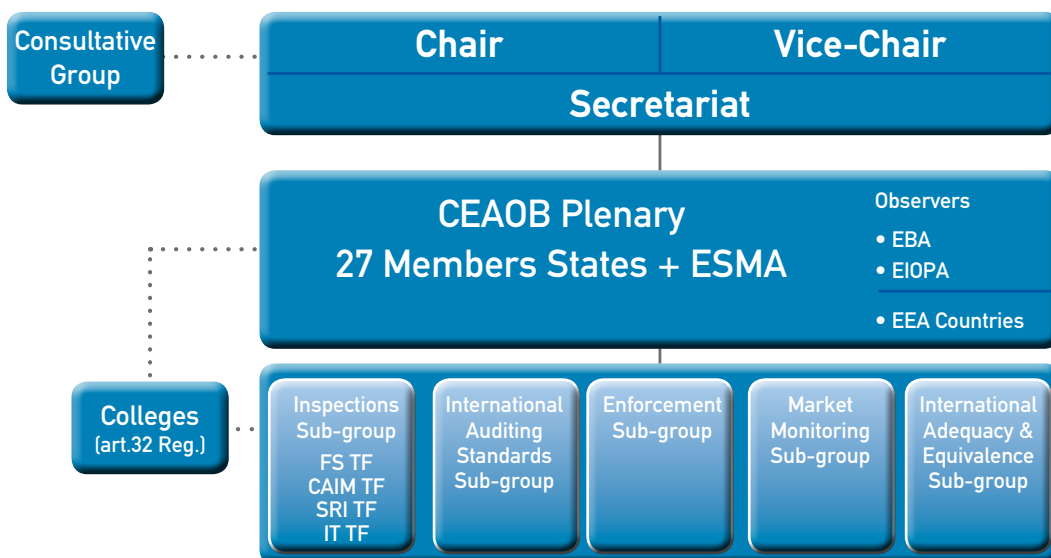 Consultative
Group
Chair
Vice-Chair
Secretariat
CEAOB Plenary
27 Members States + ESMA
Observers
• EBA
• EIOPA
• EEA Countries
Colleges
(art.32 Reg.)
Inspections
Sub-group
FS TF
CAIM TF
SRI TF
IT TF
International
Auditing
Standards
Sub-group
Enforcement
Sub-group
Market
Monitoring
Sub-group
International
Adequacy &
Equivalence
Sub-group